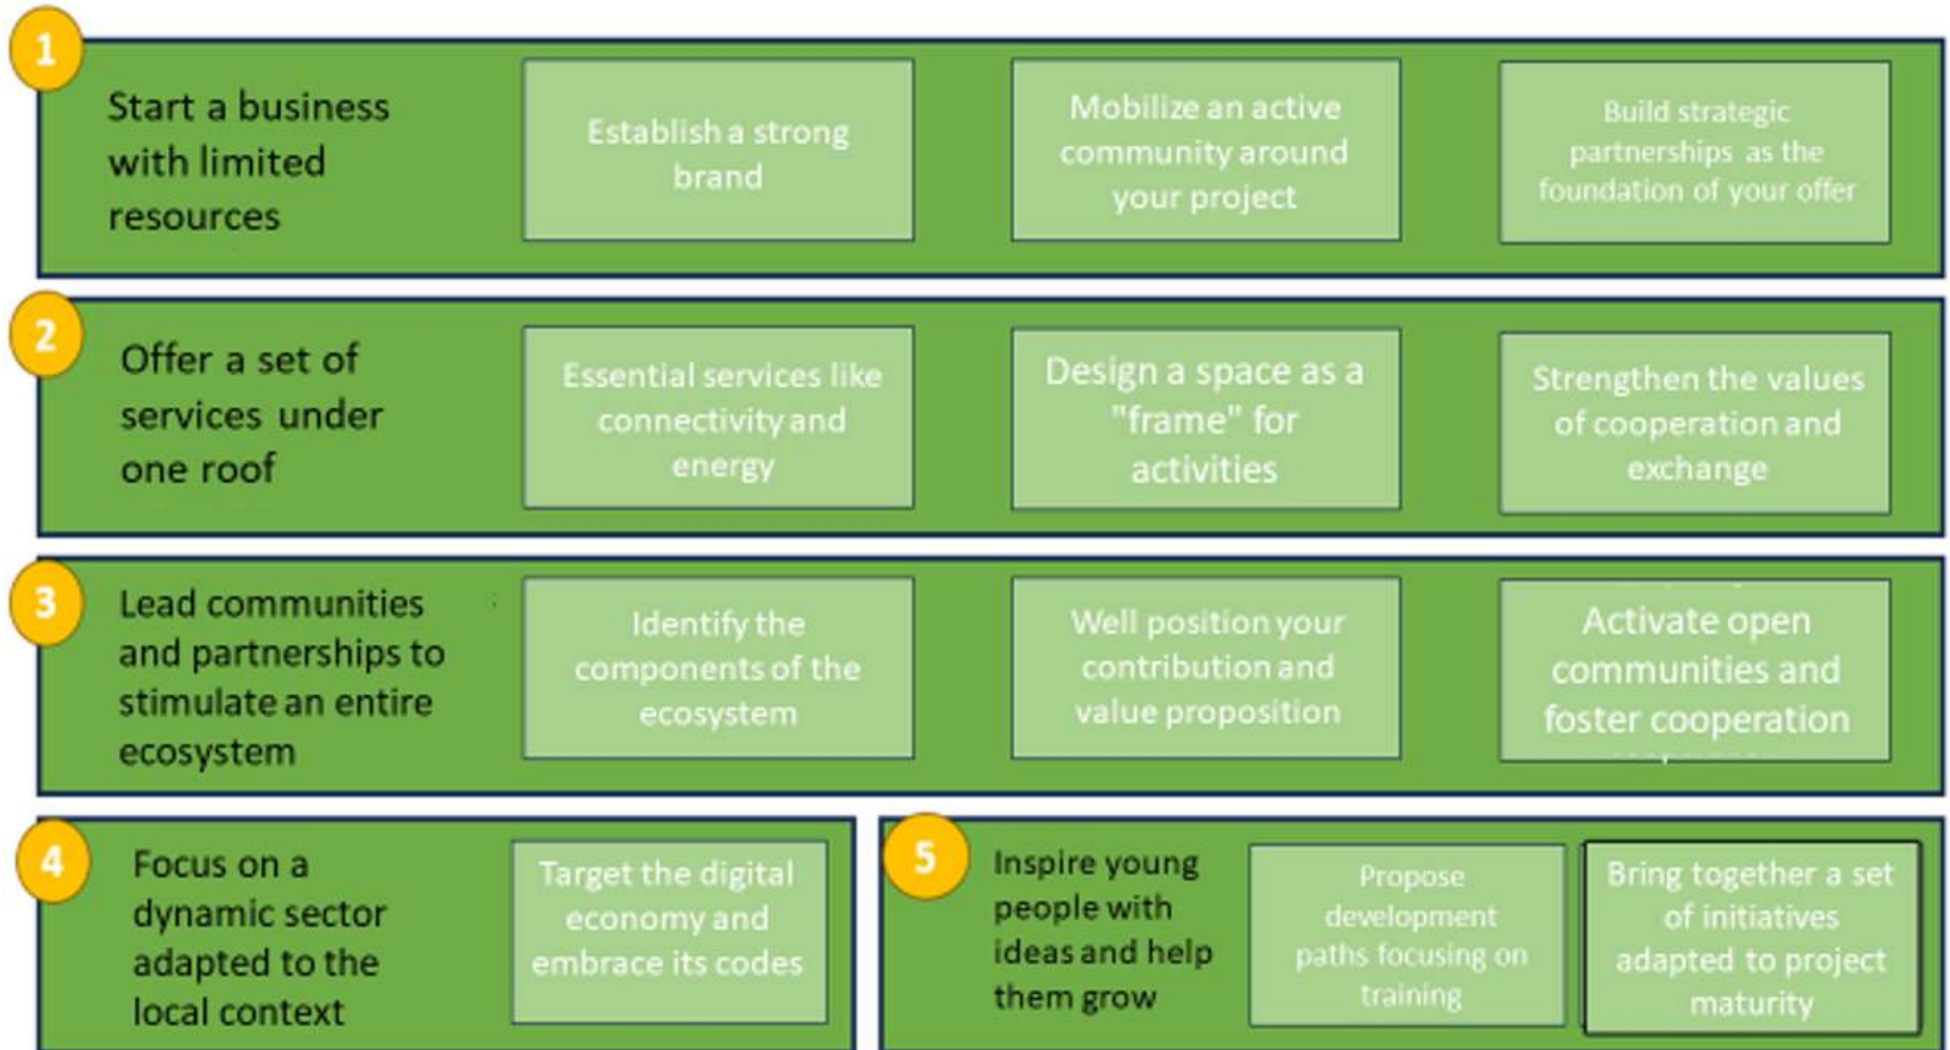 1
Start a business
with limited
resources
Establish a strong
brand
Mobilize an active
community around
your project
Build strategic
partnerships as the
foundation of your offer
2
Offer a set of
services under
one roof
Essential services like
connectivity and
energy
Design a space as a
"frame" for
activities
Strengthen the values
of cooperation and
exchange
3
Lead communities
and partnerships to
stimulate an entire
ecosystem
Identify the
components of the
ecosystem
Well position your
contribution and
value proposition
Activate open
communities and
foster cooperation
4
Focus on a
dynamic sector
adapted to the
local context
Target the digital
economy and
embrace its codes
5
Inspire young
people with
ideas and help
them grow
Propose
development
paths focusing on
training
Bring together a set
of initiatives
adapted to project
maturity